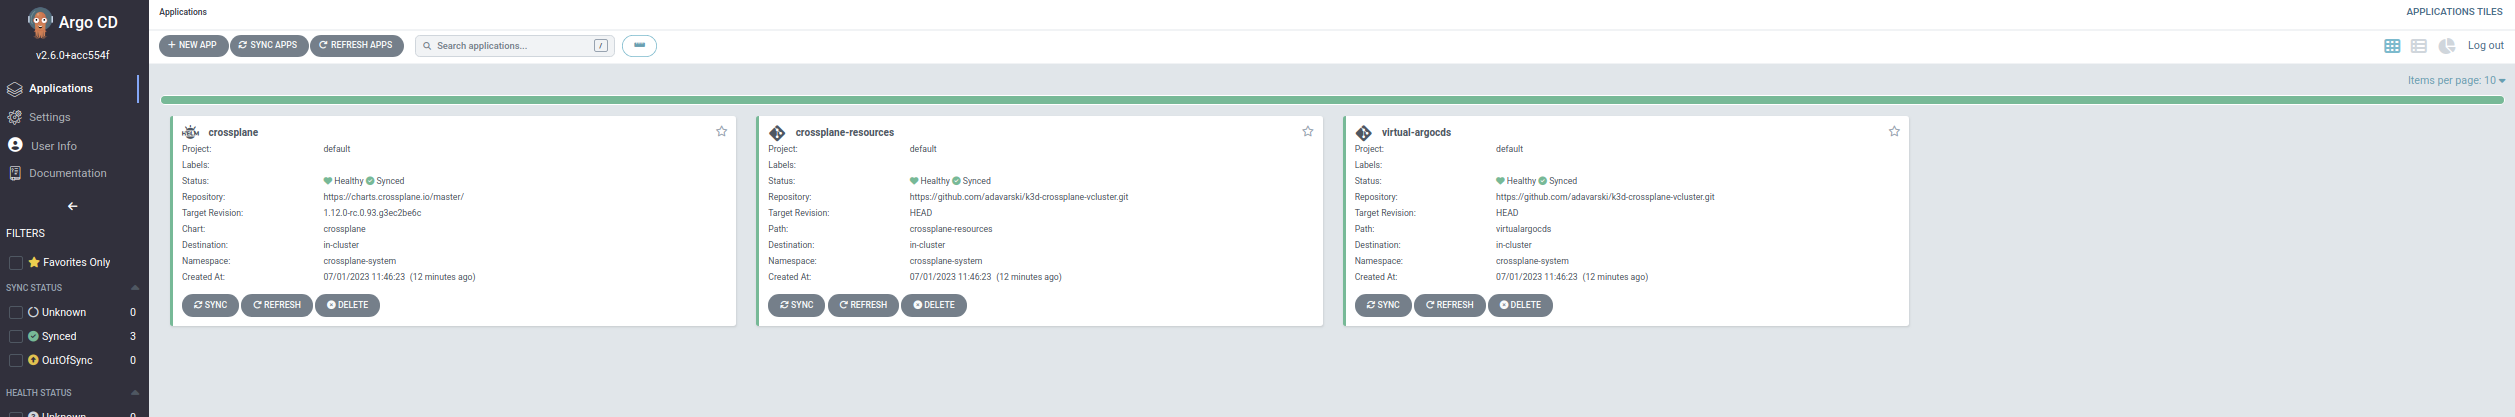 Argo CD
v2.6.0+acc554f
Applications
Settings
User Info
Documentation
FILTERS
Favorites Only
SYNC STATUS
Unknown 0
Synced 3
OutOfSync 0
HEALTH STATUS
Unknown 0
Applications
APPLICATIONS TILES
+ NEW APP
SYNC APPS
REFRESH APPS
Search applications...
/
Log out
Items per page: 10
HELM
crossplane
Project: default
Labels:
Status: Healthy Synced
Repository: https://charts.crossplane.io/master/
Target Revision: 1.12.0-rc.0.93.g3ec2be6c
Chart: crossplane
Destination: in-cluster
Namespace: crossplane-system
Created At: 07/01/2023 11:46:23 (12 minutes ago)
SYNC REFRESH DELETE
crossplane-resources
Project: default
Labels:
Status: Healthy Synced
Repository: https://github.com/adavarski/k3d-crossplane-vcluster.git
Target Revision: HEAD
Path: crossplane-resources
Destination: in-cluster
Namespace: crossplane-system
Created At: 07/01/2023 11:46:23 (12 minutes ago)
SYNC REFRESH DELETE
virtual-argocds
Project: default
Labels:
Status: Healthy Synced
Repository: https://github.com/adavarski/k3d-crossplane-vcluster.git
Target Revision: HEAD
Path: virtualargocds
Destination: in-cluster
Namespace: crossplane-system
Created At: 07/01/2023 11:46:23 (12 minutes ago)
SYNC REFRESH DELETE